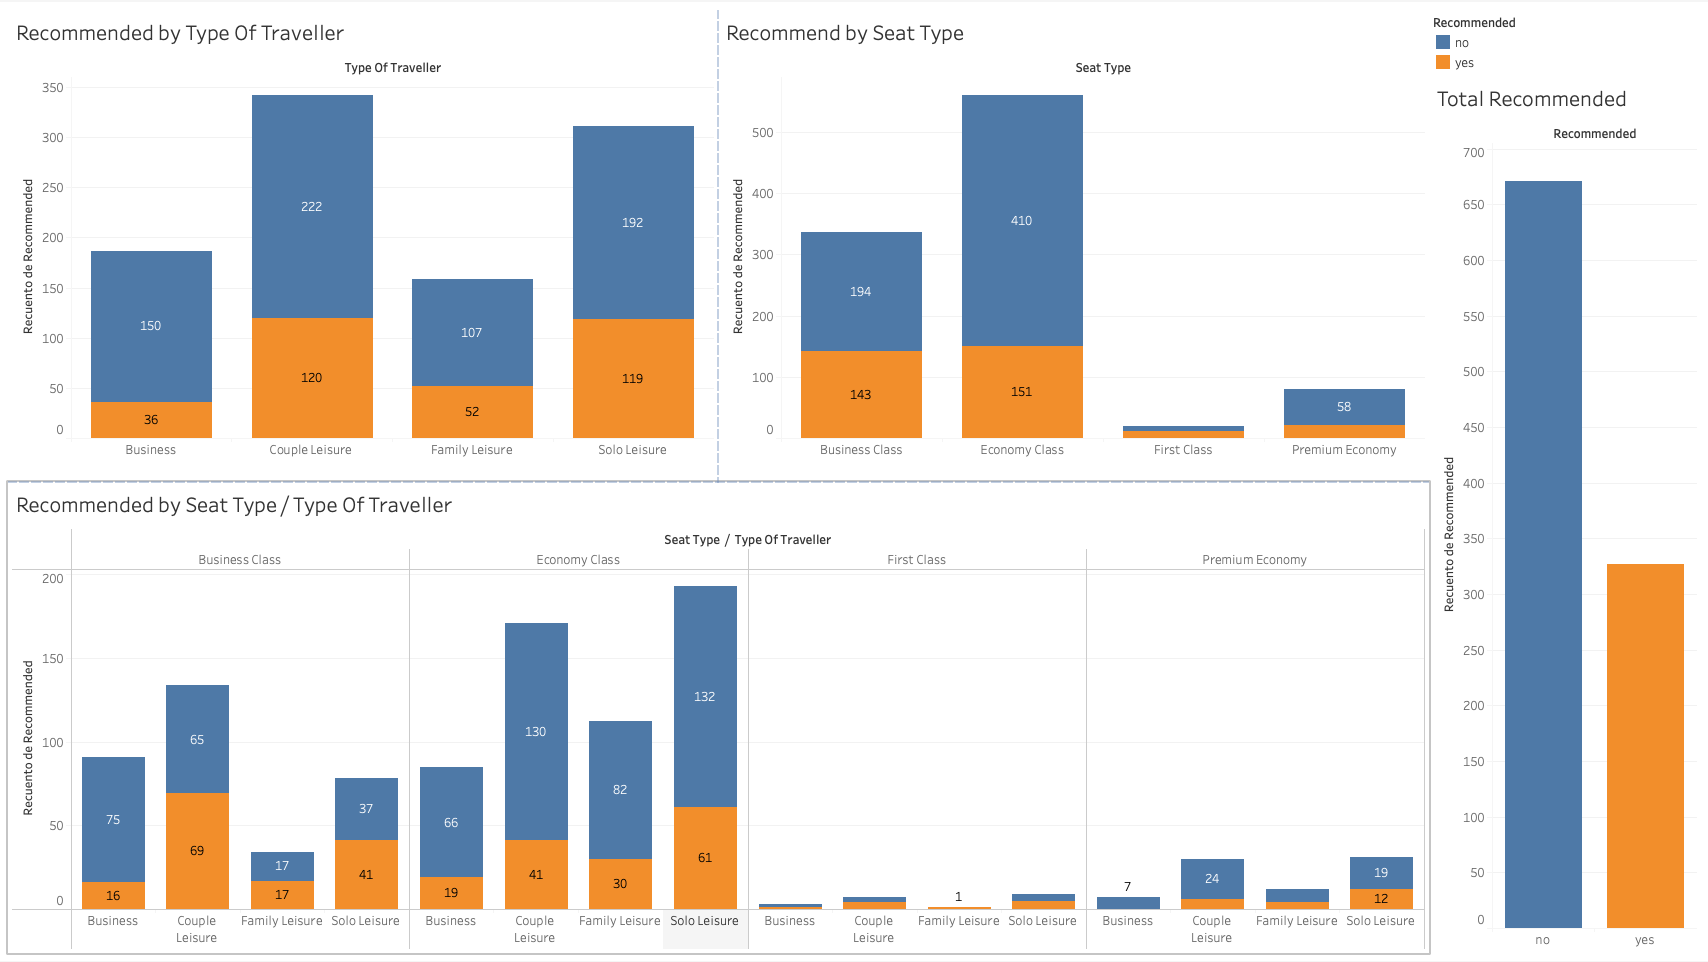 Recommended by Type Of Traveller
Type Of Traveller
Recuento de Recommended
350
300
250
200
150
100
50
0
150
36
222
120
107
52
192
119
Business
Couple Leisure
Family Leisure
Solo Leisure
Recommend by Seat Type
Seat Type
Recuento de Recommended
500
400
300
200
100
0
194
143
410
151
58
Business Class
Economy Class
First Class
Premium Economy
Recommended
no
yes
Total Recommended
Recommended
Recuento de Recommended
700
650
600
550
500
450
400
350
300
250
200
150
100
50
0
no
yes
Recommended by Seat Type / Type Of Traveller
Seat Type / Type Of Traveller
Business Class
Economy Class
First Class
Premium Economy
Recuento de Recommended
200
150
100
50
0
75
16
65
69
17
17
37
41
66
19
130
41
82
30
132
61
1
7
24
19
12
Business
Couple
Leisure
Family Leisure
Solo Leisure
Business
Couple
Leisure
Family Leisure
Solo Leisure
Business
Couple
Leisure
Family Leisure
Solo Leisure
Business
Couple
Leisure
Family Leisure
Solo Leisure